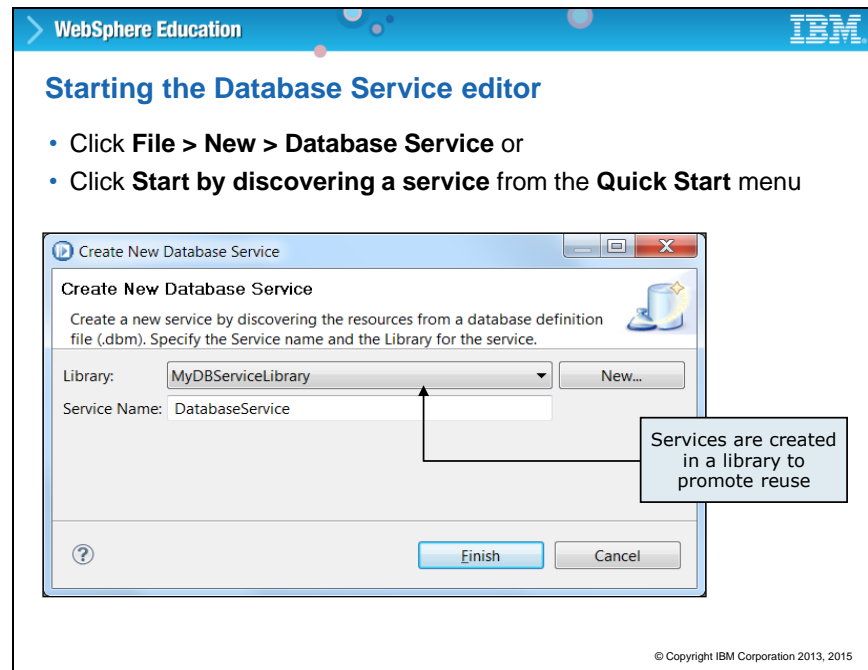 WebSphere Education
IBM
Starting the Database Service editor
• Click File > New > Database Service or
• Click Start by discovering a service from the Quick Start menu
Create New Database Service
Create New Database Service
Create a new service by discovering the resources from a database definition
file (.dbm). Specify the Service name and the Library for the service.
Library: MyDBServiceLibrary New...
Service Name: DatabaseService
Services are created
in a library to
promote reuse
Finish Cancel
© Copyright IBM Corporation 2013, 2015